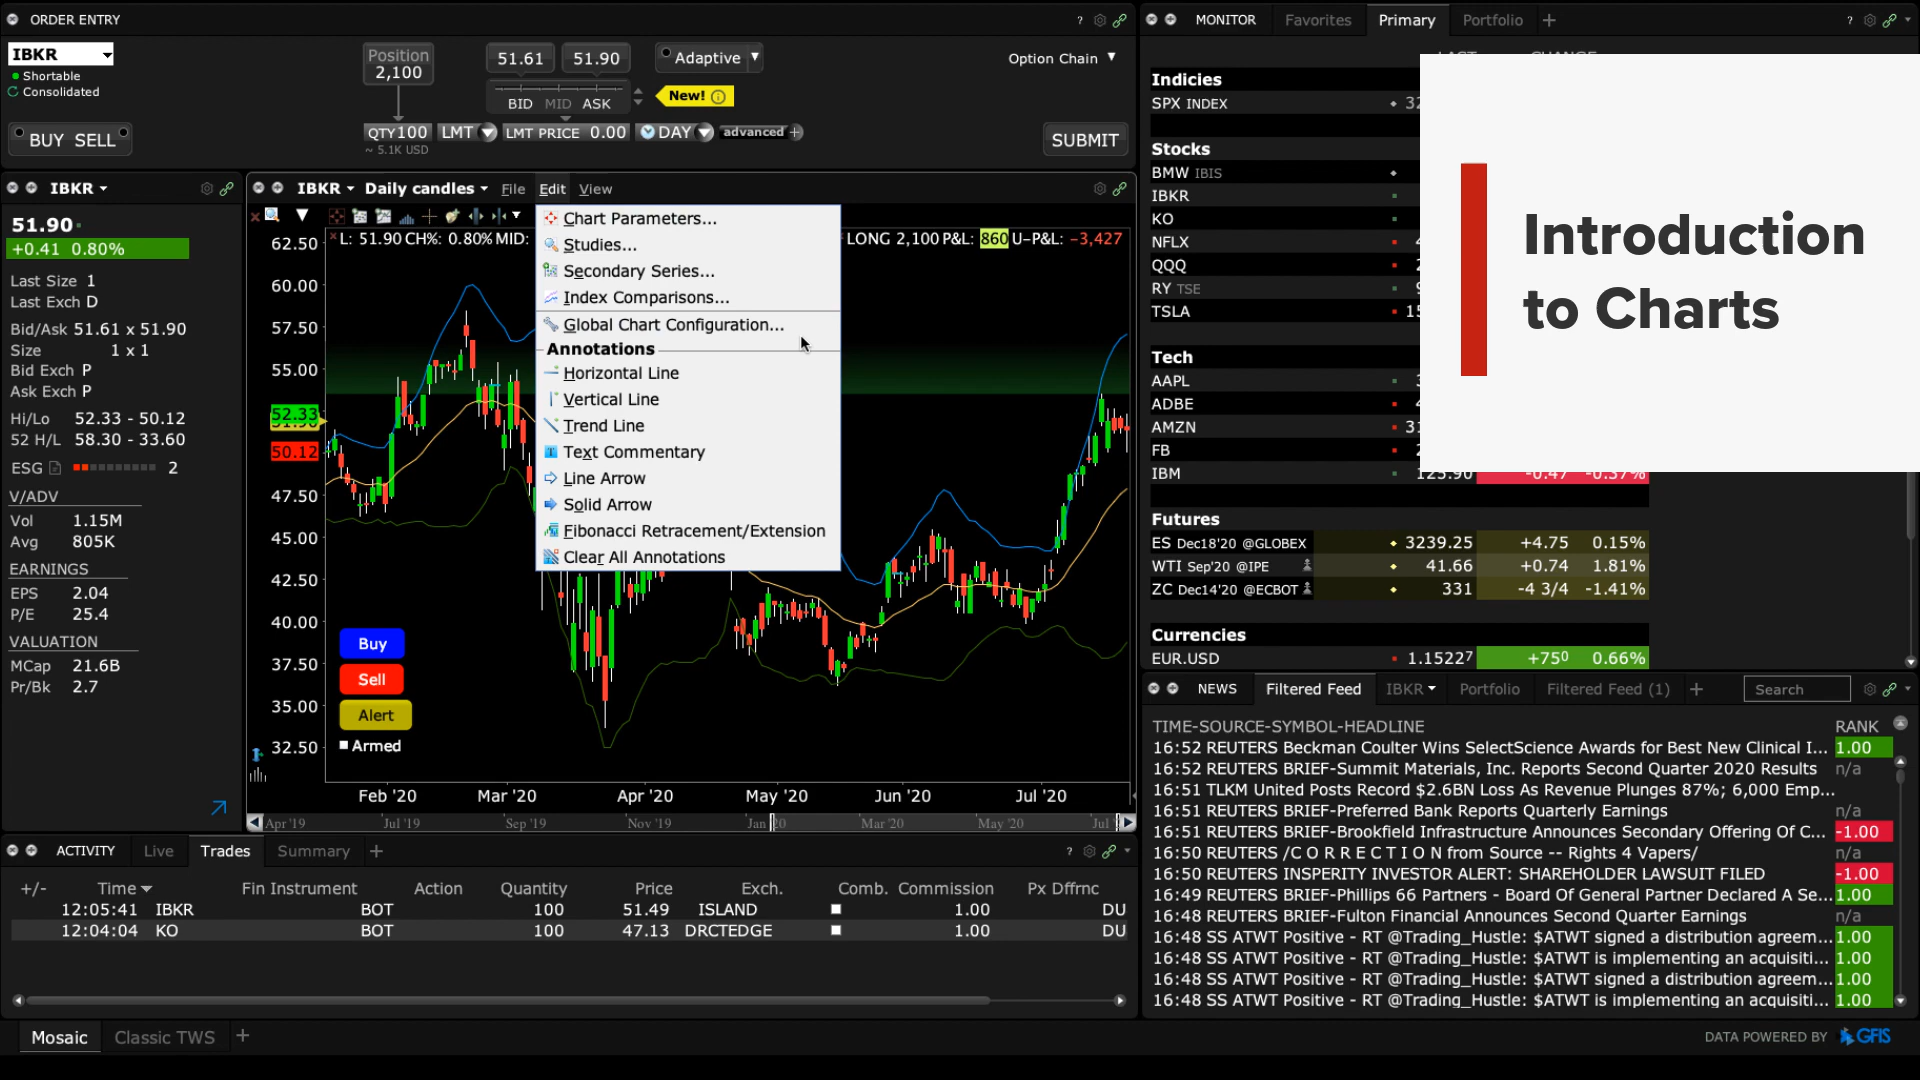 ORDER ENTRY
?
IBKR
Shortable
Consolidated
BUY SELL
Position
2,100
51.61
51.90
Adaptive
BID MID ASK
New!
Option Chain
QTY 100
LMT
LMT PRICE 0.00
DAY
advanced
~ 5.1K USD
SUBMIT
IBKR
51.90
+0.41 0.80%
Last Size 1
Last Exch D
Bid/Ask 51.61 x 51.90
Size 1 x 1
Bid Exch P
Ask Exch P
Hi/Lo 52.33 - 50.12
52 H/L 58.30 - 33.60
ESG 2
V/ADV
Vol 1.15M
Avg 805K
EARNINGS
EPS 2.04
P/E 25.4
VALUATION
MCap 21.6B
Pr/Bk 2.7
IBKR Daily candles File Edit View
L: 51.90 CH%: 0.80% MID:
LONG 2,100 P&L: 860 U-P&L: -3,427
Chart Parameters...
Studies...
Secondary Series...
Index Comparisons...
Global Chart Configuration...
Annotations
Horizontal Line
Vertical Line
Trend Line
Text Commentary
Line Arrow
Solid Arrow
Fibonacci Retracement/Extension
Clear All Annotations
62.50
60.00
57.50
55.00
52.33
50.12
47.50
45.00
42.50
40.00
37.50
35.00
32.50
Buy
Sell
Alert
Armed
Feb '20 Mar '20 Apr '20 May '20 Jun '20 Jul '20
Apr '19 Jul '19 Sep '19 Nov '19 Jan '20 Mar '20 May '20
ACTIVITY Live Trades Summary +
?
+/- Time Fin Instrument Action Quantity Price Exch. Comb. Commission Px Dffrnc
12:05:41 IBKR BOT 100 51.49 ISLAND 1.00 DU
12:04:04 KO BOT 100 47.13 DRCTEDGE 1.00 DU
Mosaic Classic TWS +
MONITOR Favorites Primary Portfolio +
?
Indicies
SPX INDEX
Stocks
BMW IBIS
IBKR
KO
NFLX
QQQ
RY TSE
TSLA
Tech
AAPL
ADBE
AMZN
FB
IBM 125.90 -0.47 -0.37%
Futures
ES Dec18'20 @GLOBEX 3239.25 +4.75 0.15%
WTI Sep'20 @IPE 41.66 +0.74 1.81%
ZC Dec14'20 @ECBOT 331 -4 3/4 -1.41%
Currencies
EUR.USD 1.15227 +750 0.66%
Introduction
to Charts
NEWS Filtered Feed IBKR Portfolio Filtered Feed (1) + Search
TIME-SOURCE-SYMBOL-HEADLINE RANK
16:52 REUTERS Beckman Coulter Wins SelectScience Awards for Best New Clinical I... 1.00
16:52 REUTERS BRIEF-Summit Materials, Inc. Reports Second Quarter 2020 Results n/a
16:51 TLKM United Posts Record $2.6BN Loss As Revenue Plunges 87%; 6,000 Emp...
16:51 REUTERS BRIEF-Preferred Bank Reports Quarterly Earnings n/a
16:51 REUTERS BRIEF-Brookfield Infrastructure Announces Secondary Offering Of C... -1.00
16:50 REUTERS /C O R R E C T I O N from Source -- Rights 4 Vapers/ n/a
16:50 REUTERS INSPERITY INVESTOR ALERT: SHAREHOLDER LAWSUIT FILED -1.00
16:49 REUTERS BRIEF-Phillips 66 Partners - Board Of General Partner Declared A Se... 1.00
16:48 REUTERS BRIEF-Fulton Financial Announces Second Quarter Earnings n/a
16:48 SS ATWT Positive - RT @Trading_Hustle: $ATWT signed a distribution agreem... 1.00
16:48 SS ATWT Positive - RT @Trading_Hustle: $ATWT is implementing an acquisiti... 1.00
16:48 SS ATWT Positive - RT @Trading_Hustle: $ATWT signed a distribution agreem... 1.00
16:48 SS ATWT Positive - RT @Trading_Hustle: $ATWT is implementing an acquisiti... 1.00
DATA POWERED BY GFIS